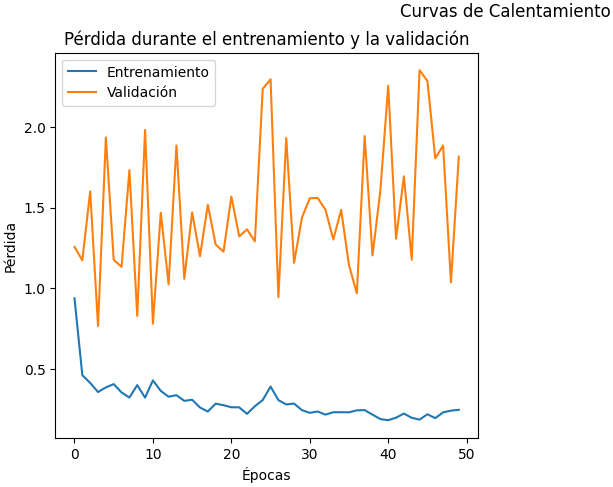 Curvas de Calentamiento
Pérdida durante el entrenamiento y la validación
Entrenamiento
Validación
Pérdida
2.0
1.5
1.0
0.5
0 10 20 30 40 50
Épocas